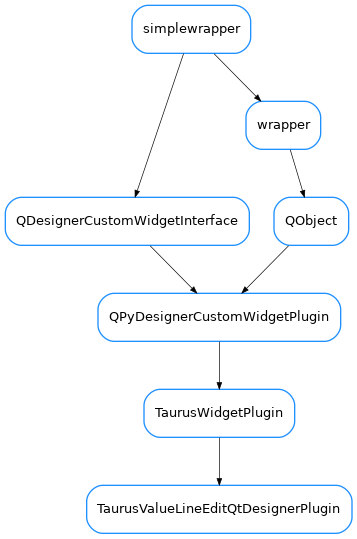 simplewrapper
wrapper
QDesignerCustomWidgetInterface
QObject
QPyDesignerCustomWidgetPlugin
TaurusWidgetPlugin
TaurusValueLineEditQtDesignerPlugin